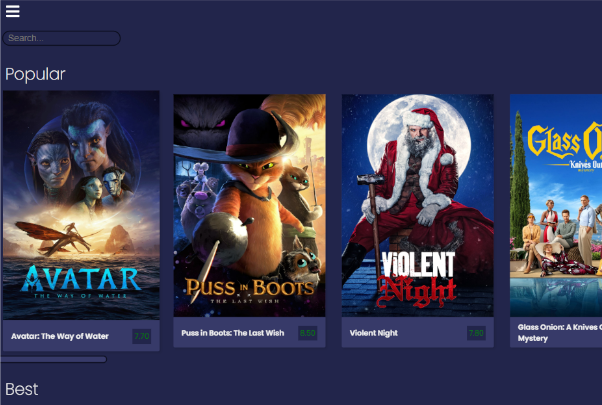 Search...
Popular
AVATAR
THE WAY OF WATER
Avatar: The Way of Water
7.70
PUSS IN BOOTS
THE LAST WISH
Puss in Boots: The Last Wish
8.50
VIOLENT
Night
Violent Night
7.80
GLASS O
Knives Out
Glass Onion: A Knives O
Mystery
Best